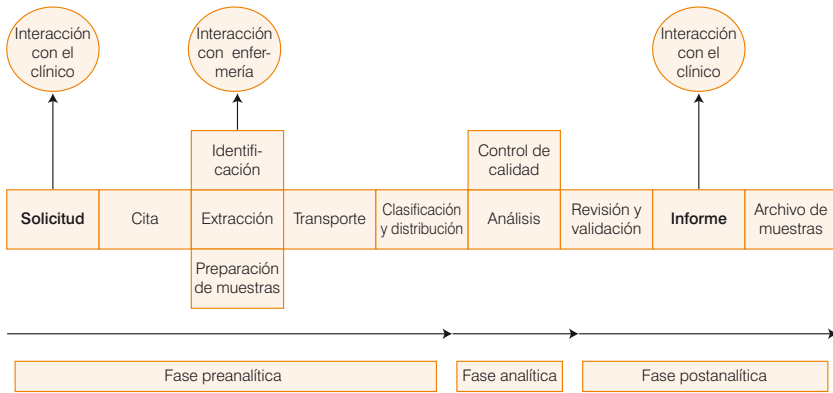 Interacción
con el
clínico
Interacción
con enfer-
mería
Interacción
con el
clínico
Identifi-
cación
Control de
calidad
Solicitud
Cita
Extracción
Transporte
Clasificación
y distribución
Análisis
Revisión y
validación
Informe
Archivo de
muestras
Preparación
de muestras
Fase preanalítica
Fase analítica
Fase postanalítica